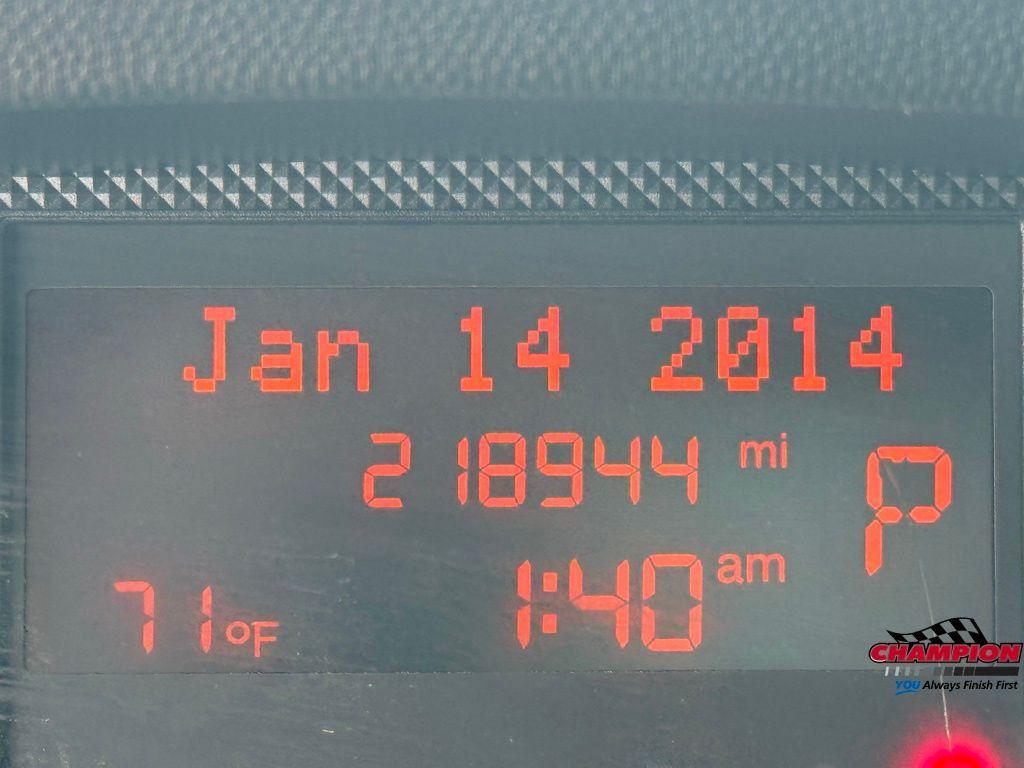 Jan 14 2014
218944 mi
P
1:40 am
71°F
CHAMPION
YOU Always Finish First